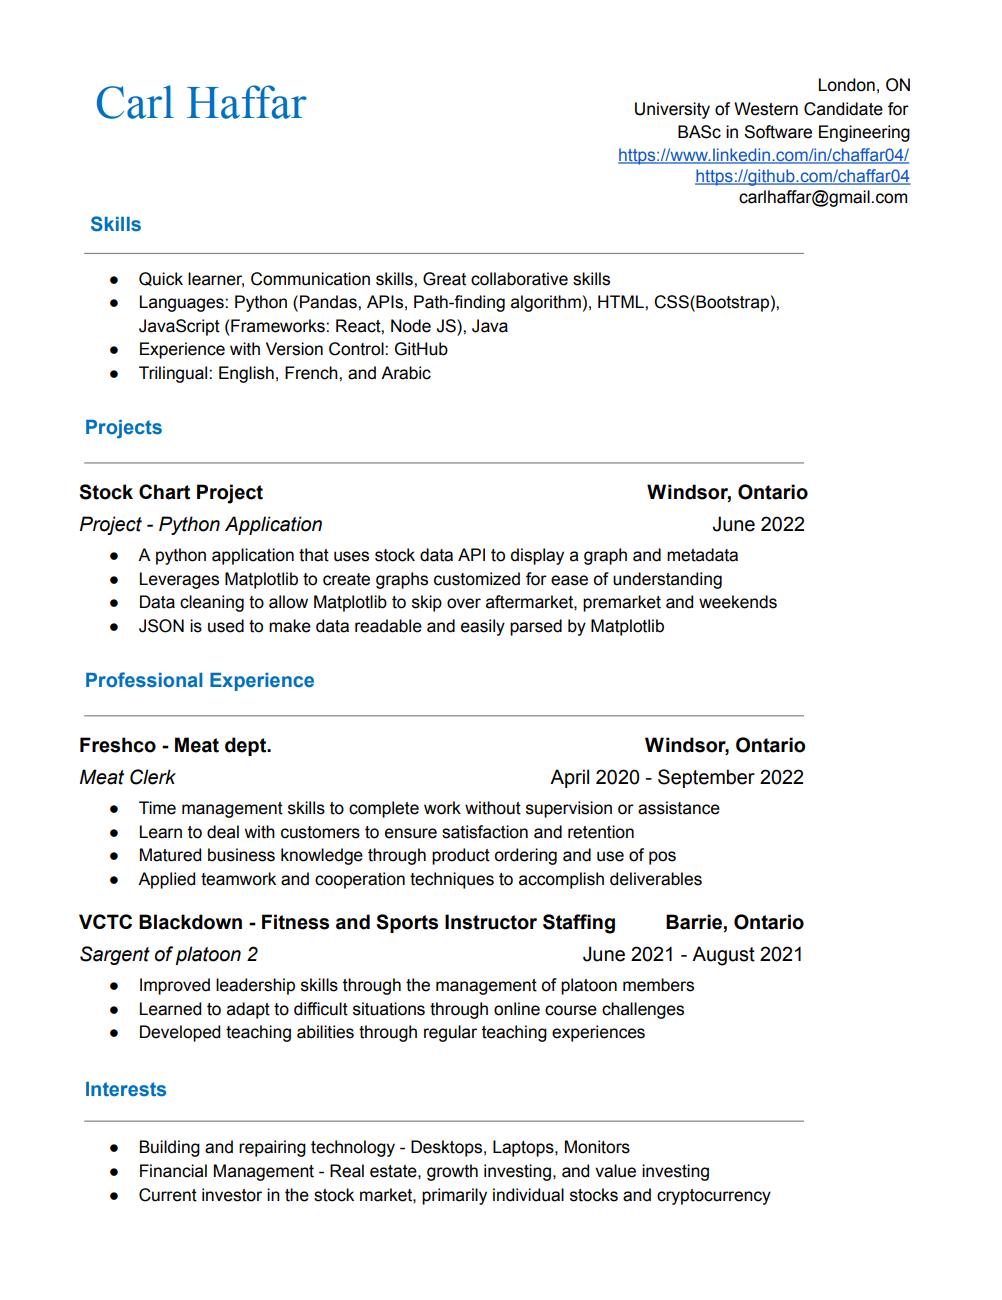 Carl Haffar
London, ON
University of Western Candidate for
BASc in Software Engineering
https://www.linkedin.com/in/chaffar04/
https://github.com/chaffar04
carlhaffar@gmail.com
Skills
● Quick learner, Communication skills, Great collaborative skills
● Languages: Python (Pandas, APIs, Path-finding algorithm), HTML, CSS(Bootstrap),
JavaScript (Frameworks: React, Node JS), Java
● Experience with Version Control: GitHub
● Trilingual: English, French, and Arabic
Projects
Stock Chart Project Windsor, Ontario
Project - Python Application June 2022
● A python application that uses stock data API to display a graph and metadata
● Leverages Matplotlib to create graphs customized for ease of understanding
● Data cleaning to allow Matplotlib to skip over aftermarket, premarket and weekends
● JSON is used to make data readable and easily parsed by Matplotlib
Professional Experience
Freshco - Meat dept. Windsor, Ontario
Meat Clerk April 2020 - September 2022
● Time management skills to complete work without supervision or assistance
● Learn to deal with customers to ensure satisfaction and retention
● Matured business knowledge through product ordering and use of pos
● Applied teamwork and cooperation techniques to accomplish deliverables
VCTC Blackdown - Fitness and Sports Instructor Staffing Barrie, Ontario
Sargent of platoon 2 June 2021 - August 2021
● Improved leadership skills through the management of platoon members
● Learned to adapt to difficult situations through online course challenges
● Developed teaching abilities through regular teaching experiences
Interests
● Building and repairing technology - Desktops, Laptops, Monitors
● Financial Management - Real estate, growth investing, and value investing
● Current investor in the stock market, primarily individual stocks and cryptocurrency